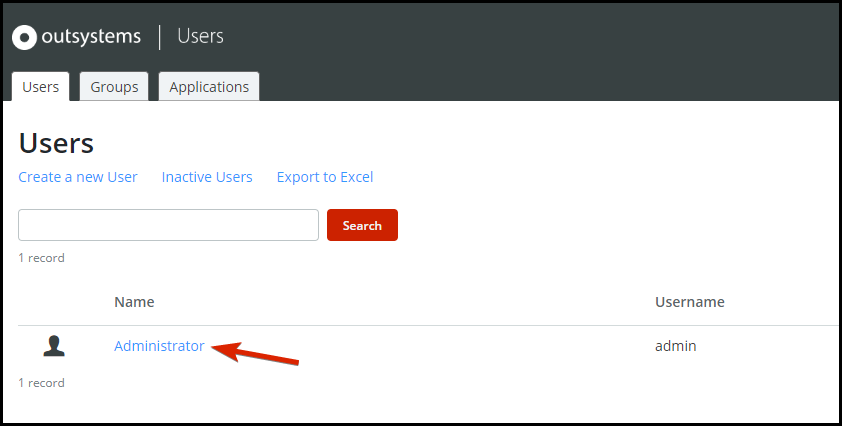 outsystems | Users
Users Groups Applications
Users
Create a new User Inactive Users Export to Excel
Search
1 record
Name Username
Administrator admin
1 record